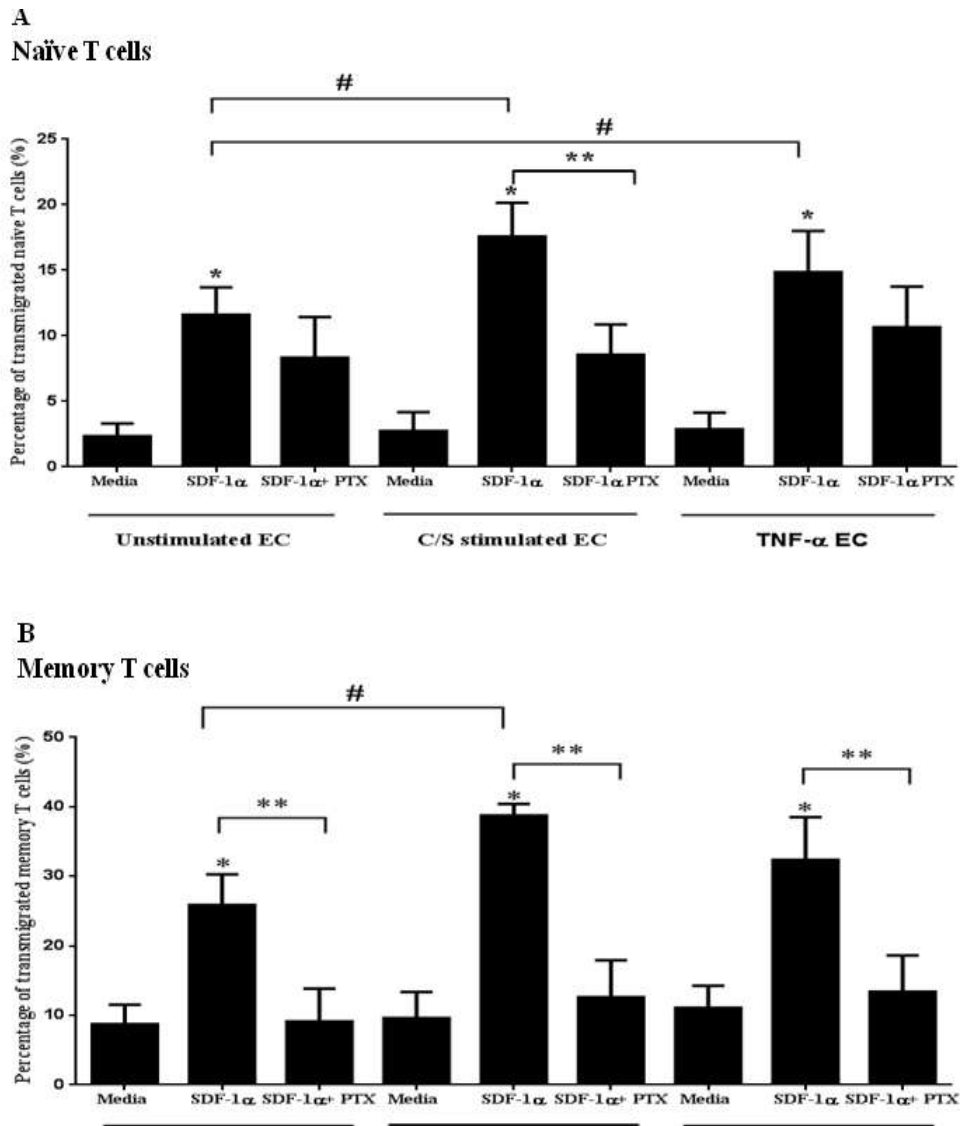 A
Naïve T cells
#
#
**
*
*
*
Percentage of transmigrated naive T cells (%)
25
20
15
10
5
0
Media SDF-1α SDF-1α+ PTX Media SDF-1α SDF-1α PTX Media SDF-1α SDF-1α PTX
Unstimulated EC C/S stimulated EC TNF-α EC
B
Memory T cells
#
** ** **
* * *
Percentage of transmigrated memory T cells (%)
50
40
30
20
10
0
Media SDF-1α SDF-1α+ PTX Media SDF-1α SDF-1α+ PTX Media SDF-1α SDF-1α+ PTX